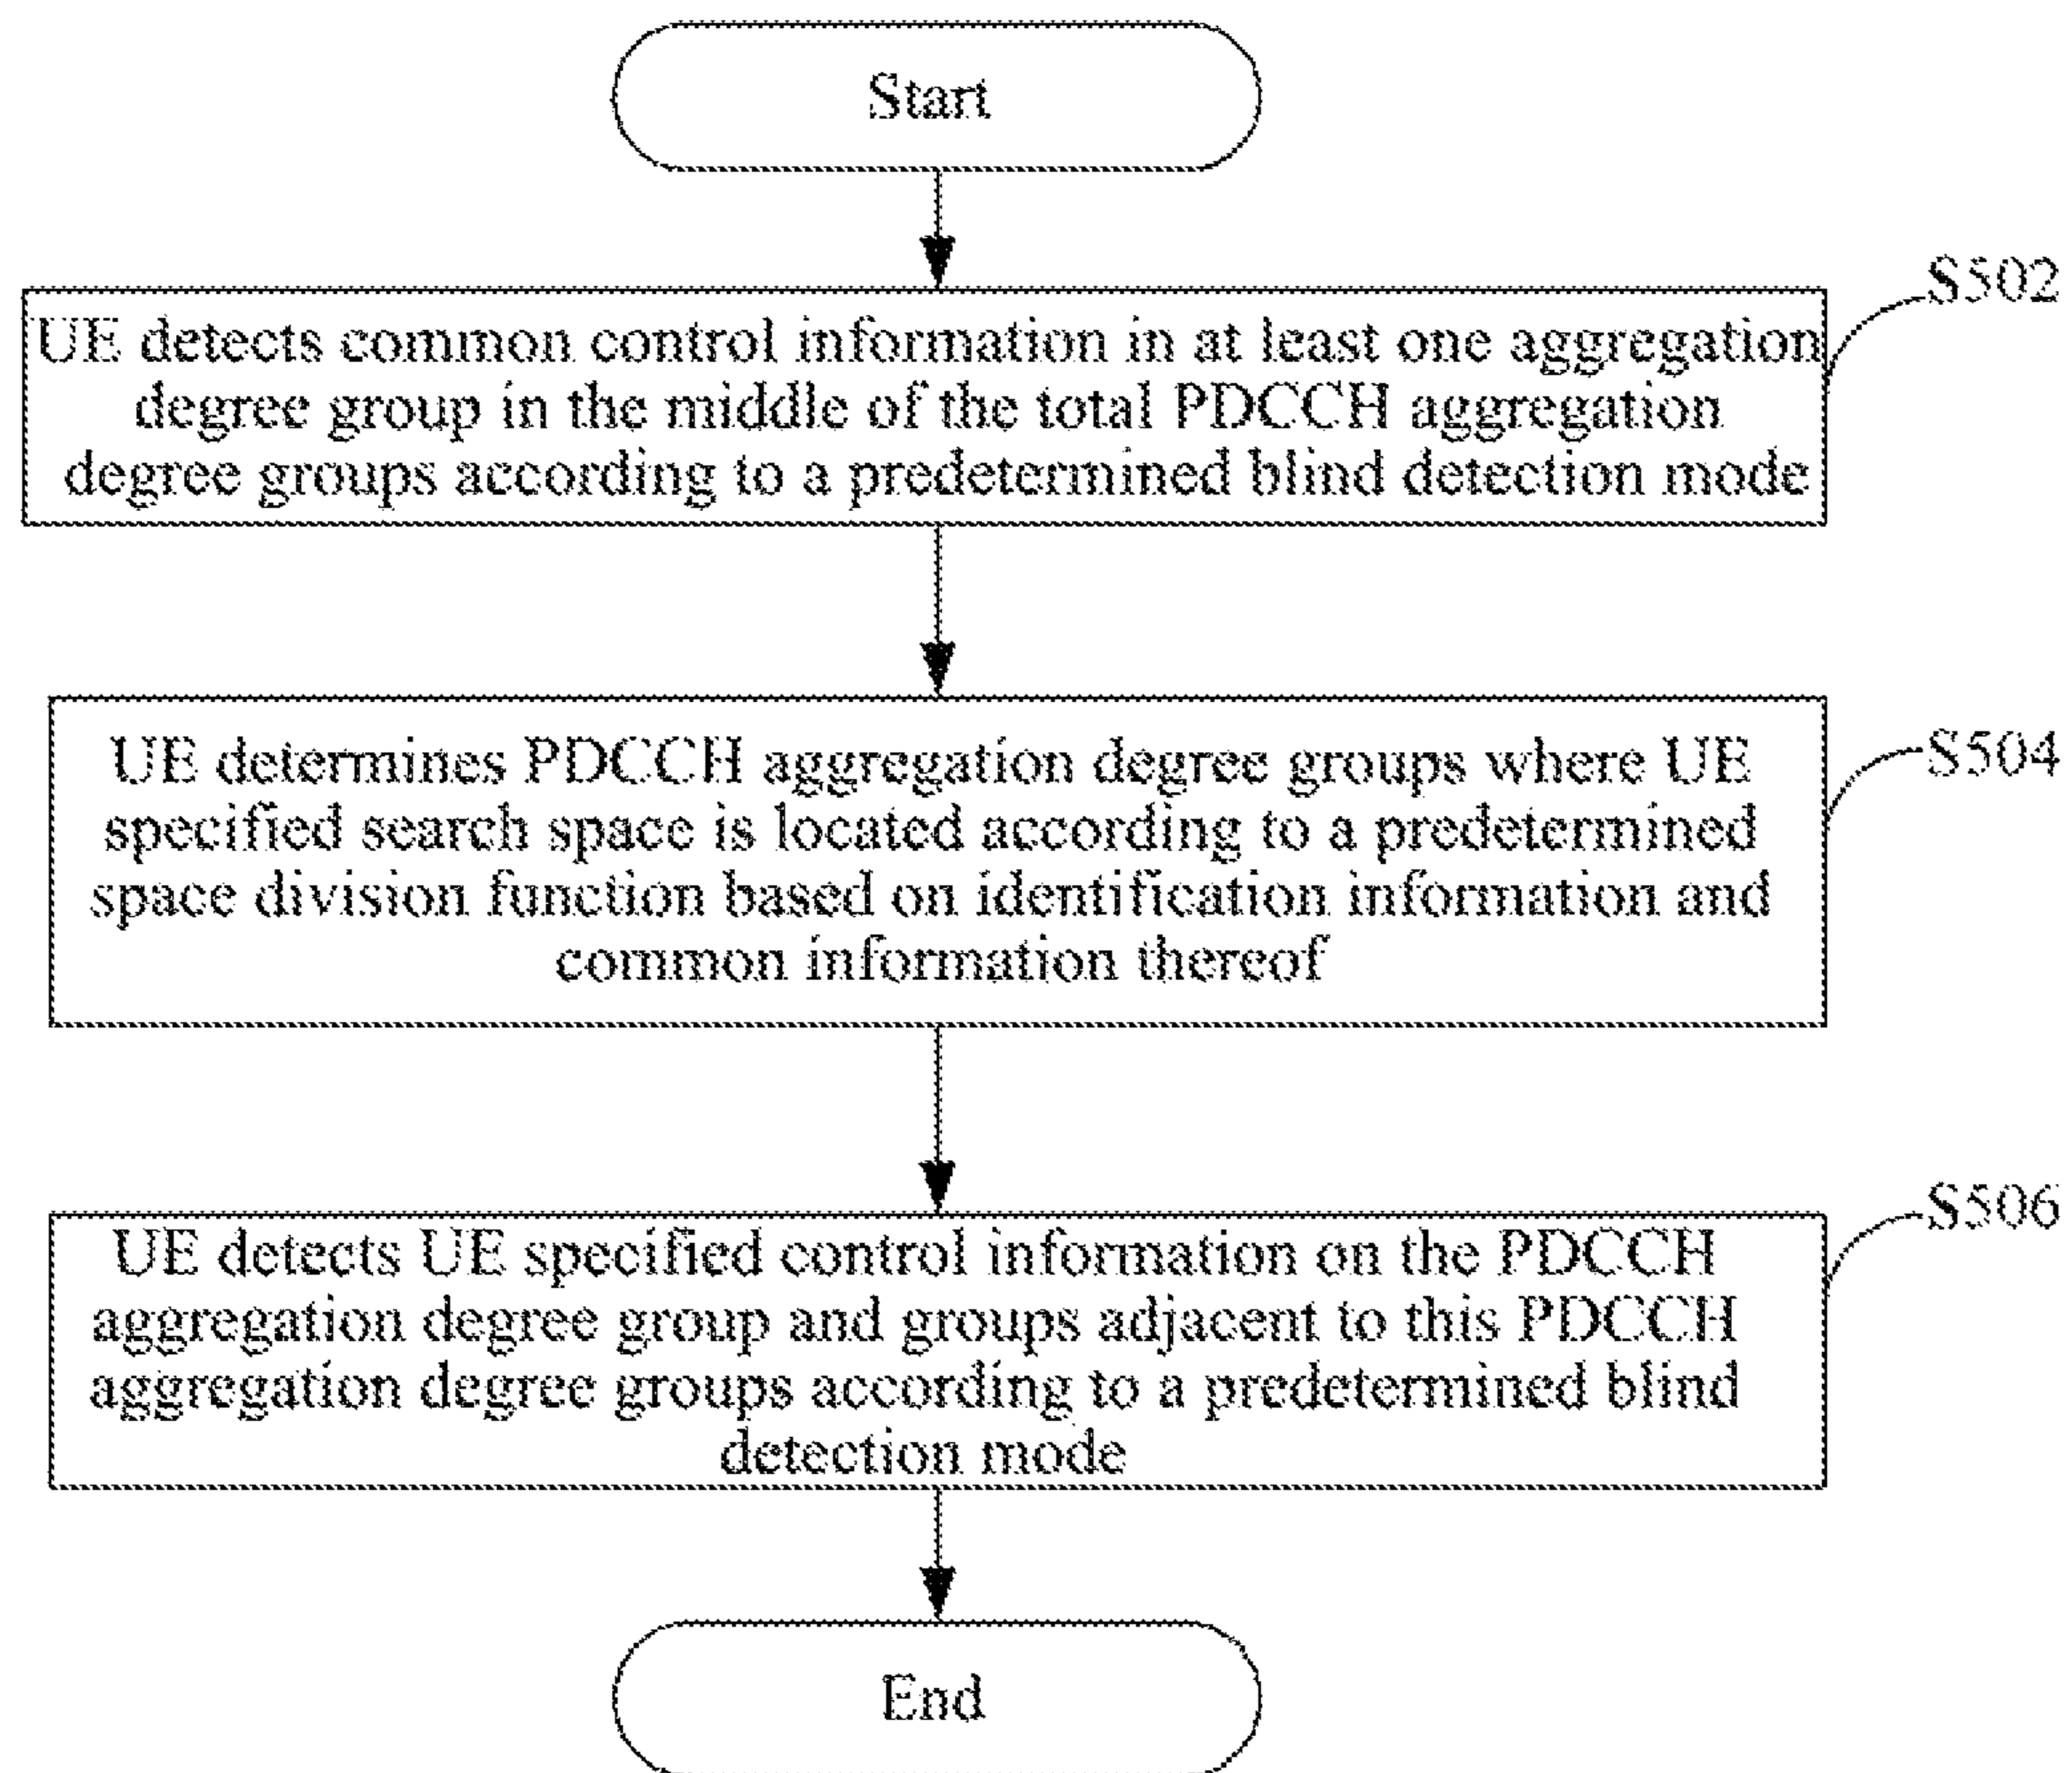 Start
S502
UE detects common control information in at least one aggregation
degree group in the middle of the total PDCCH aggregation
degree groups according to a predetermined blind detection mode
S504
UE determines PDCCH aggregation degree groups where UE
specified search space is located according to a predetermined
space division function based on identification information and
common information thereof
S506
UE detects UE specified control information on the PDCCH
aggregation degree group and groups adjacent to this PDCCH
aggregation degree groups according to a predetermined blind
detection mode
End